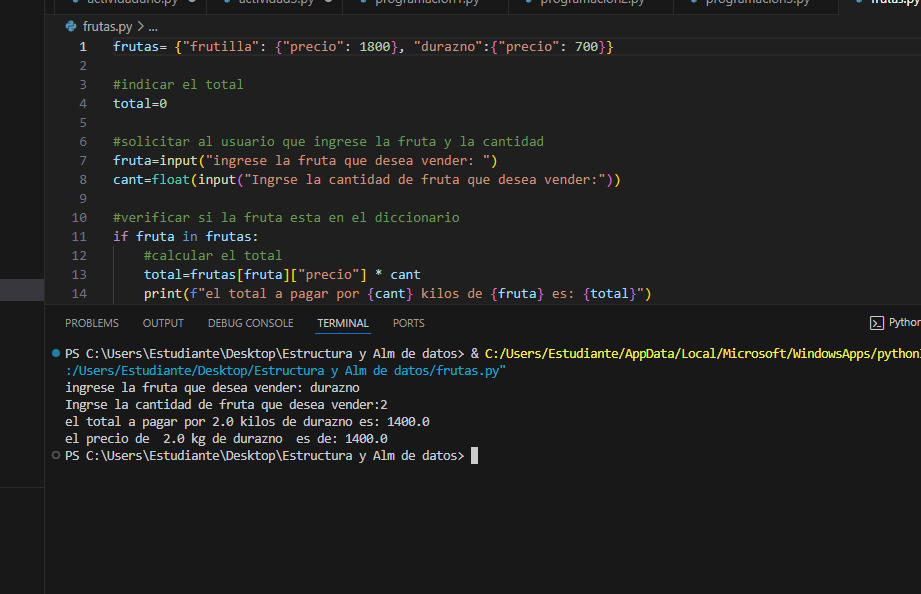 actividaduno.py actividad3.py programacion1.py programacion2.py programacion3.py frutas.py
frutas.py > ...
1 frutas= {"frutilla": {"precio": 1800}, "durazno":{"precio": 700}}
2
3 #indicar el total
4 total=0
5
6 #solicitar al usuario que ingrese la fruta y la cantidad
7 fruta=input("ingrese la fruta que desea vender: ")
8 cant=float(input("Ingrse la cantidad de fruta que desea vender:"))
9
10 #verificar si la fruta esta en el diccionario
11 if fruta in frutas:
12 #calcular el total
13 total=frutas[fruta]["precio"] * cant
14 print(f"el total a pagar por {cant} kilos de {fruta} es: {total}")
PROBLEMS OUTPUT DEBUG CONSOLE TERMINAL PORTS Python
PS C:\Users\Estudiante\Desktop\Estructura y Alm de datos> & C:/Users/Estudiante/AppData/Local/Microsoft/WindowsApps/python
:/Users/Estudiante/Desktop/Estructura y Alm de datos/frutas.py"
ingrese la fruta que desea vender: durazno
Ingrse la cantidad de fruta que desea vender:2
el total a pagar por 2.0 kilos de durazno es: 1400.0
el precio de  2.0 kg de durazno  es de: 1400.0
PS C:\Users\Estudiante\Desktop\Estructura y Alm de datos>